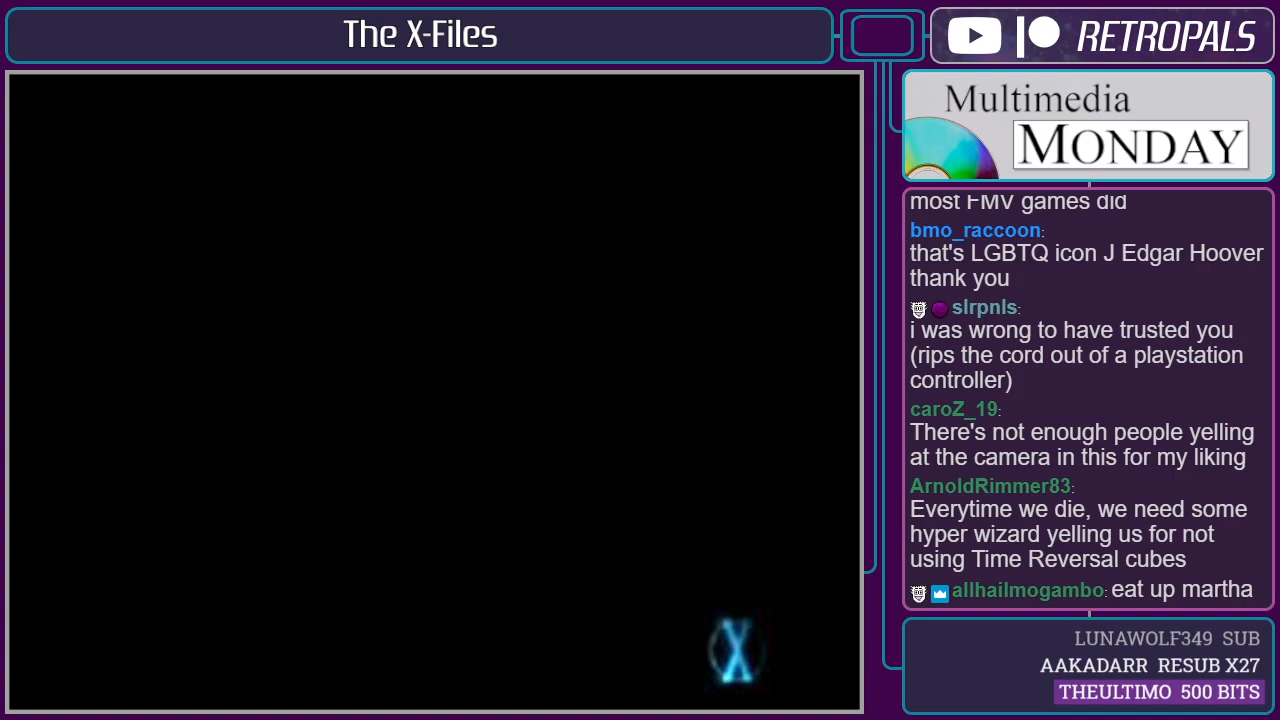 The X-Files
RETROPALS
Multimedia
MONDAY
most FMV games did
bmo_raccoon:
that's LGBTQ icon J Edgar Hoover
thank you
slrpnls:
i was wrong to have trusted you
(rips the cord out of a playstation
controller)
caroZ_19:
There's not enough people yelling
at the camera in this for my liking
ArnoldRimmer83:
Everytime we die, we need some
hyper wizard yelling us for not
using Time Reversal cubes
allhailmogambo: eat up martha
X
LUNAWOLF349 SUB
AAKADARR RESUB X27
THEULTIMO 500 BITS